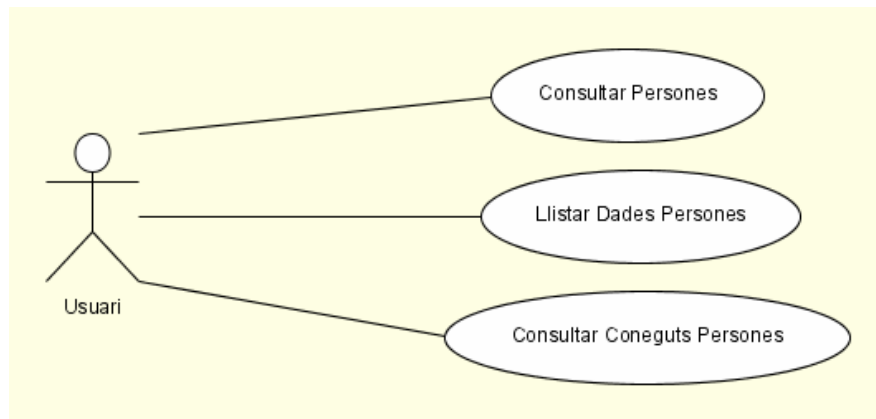 Consultar Persones
Llistar Dades Persones
Usuari
Consultar Coneguts Persones